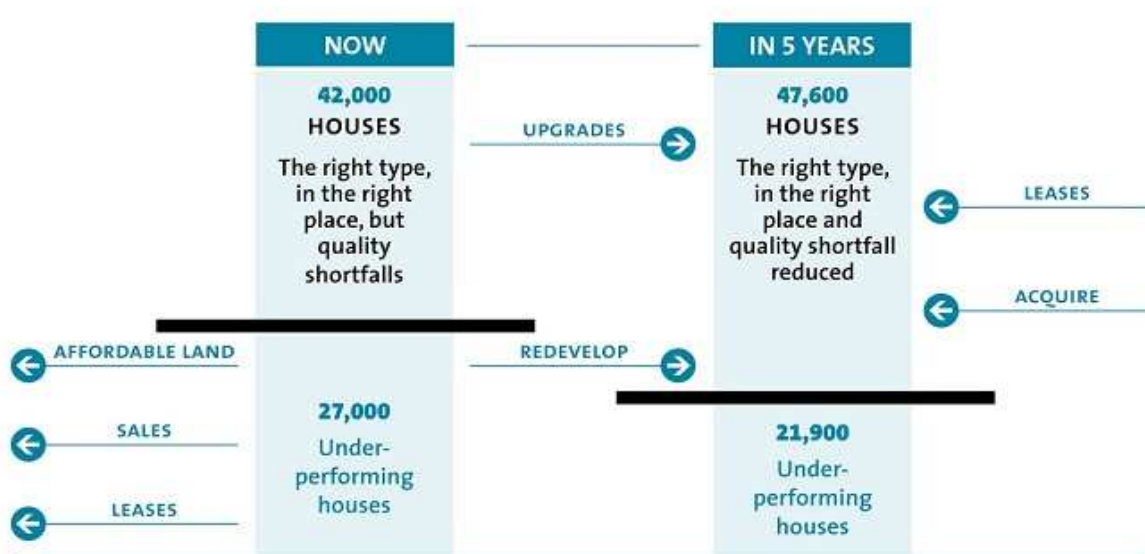 NOW
IN 5 YEARS
42,000
HOUSES
The right type,
in the right
place, but
quality
shortfalls
UPGRADES
47,600
HOUSES
The right type,
in the right
place and
quality shortfall
reduced
LEASES
ACQUIRE
AFFORDABLE LAND
SALES
LEASES
REDEVELOP
27,000
Under-
performing
houses
21,900
Under-
performing
houses